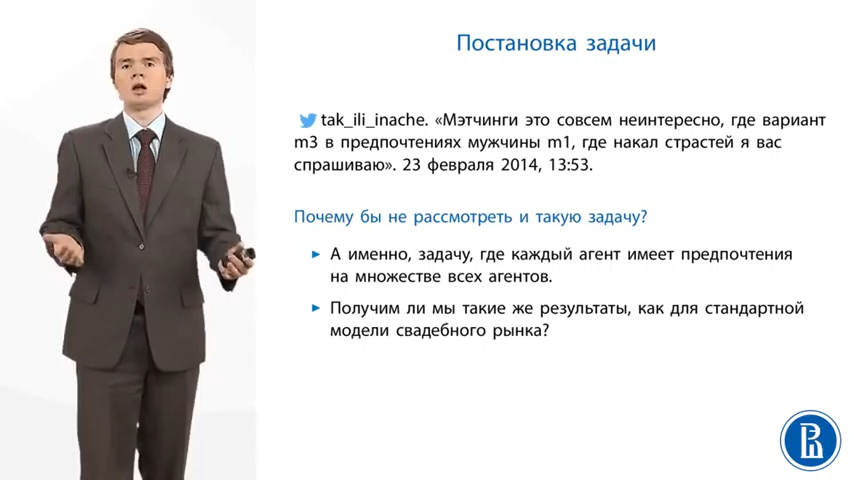 Постановка задачи
tak_ili_inache. «Мэтчинги это совсем неинтересно, где вариант
m3 в предпочтениях мужчины m1, где накал страстей я вас
спрашиваю». 23 февраля 2014, 13:53.
Почему бы не рассмотреть и такую задачу?
А именно, задачу, где каждый агент имеет предпочтения
на множестве всех агентов.
Получим ли мы такие же результаты, как для стандартной
модели свадебного рынка?